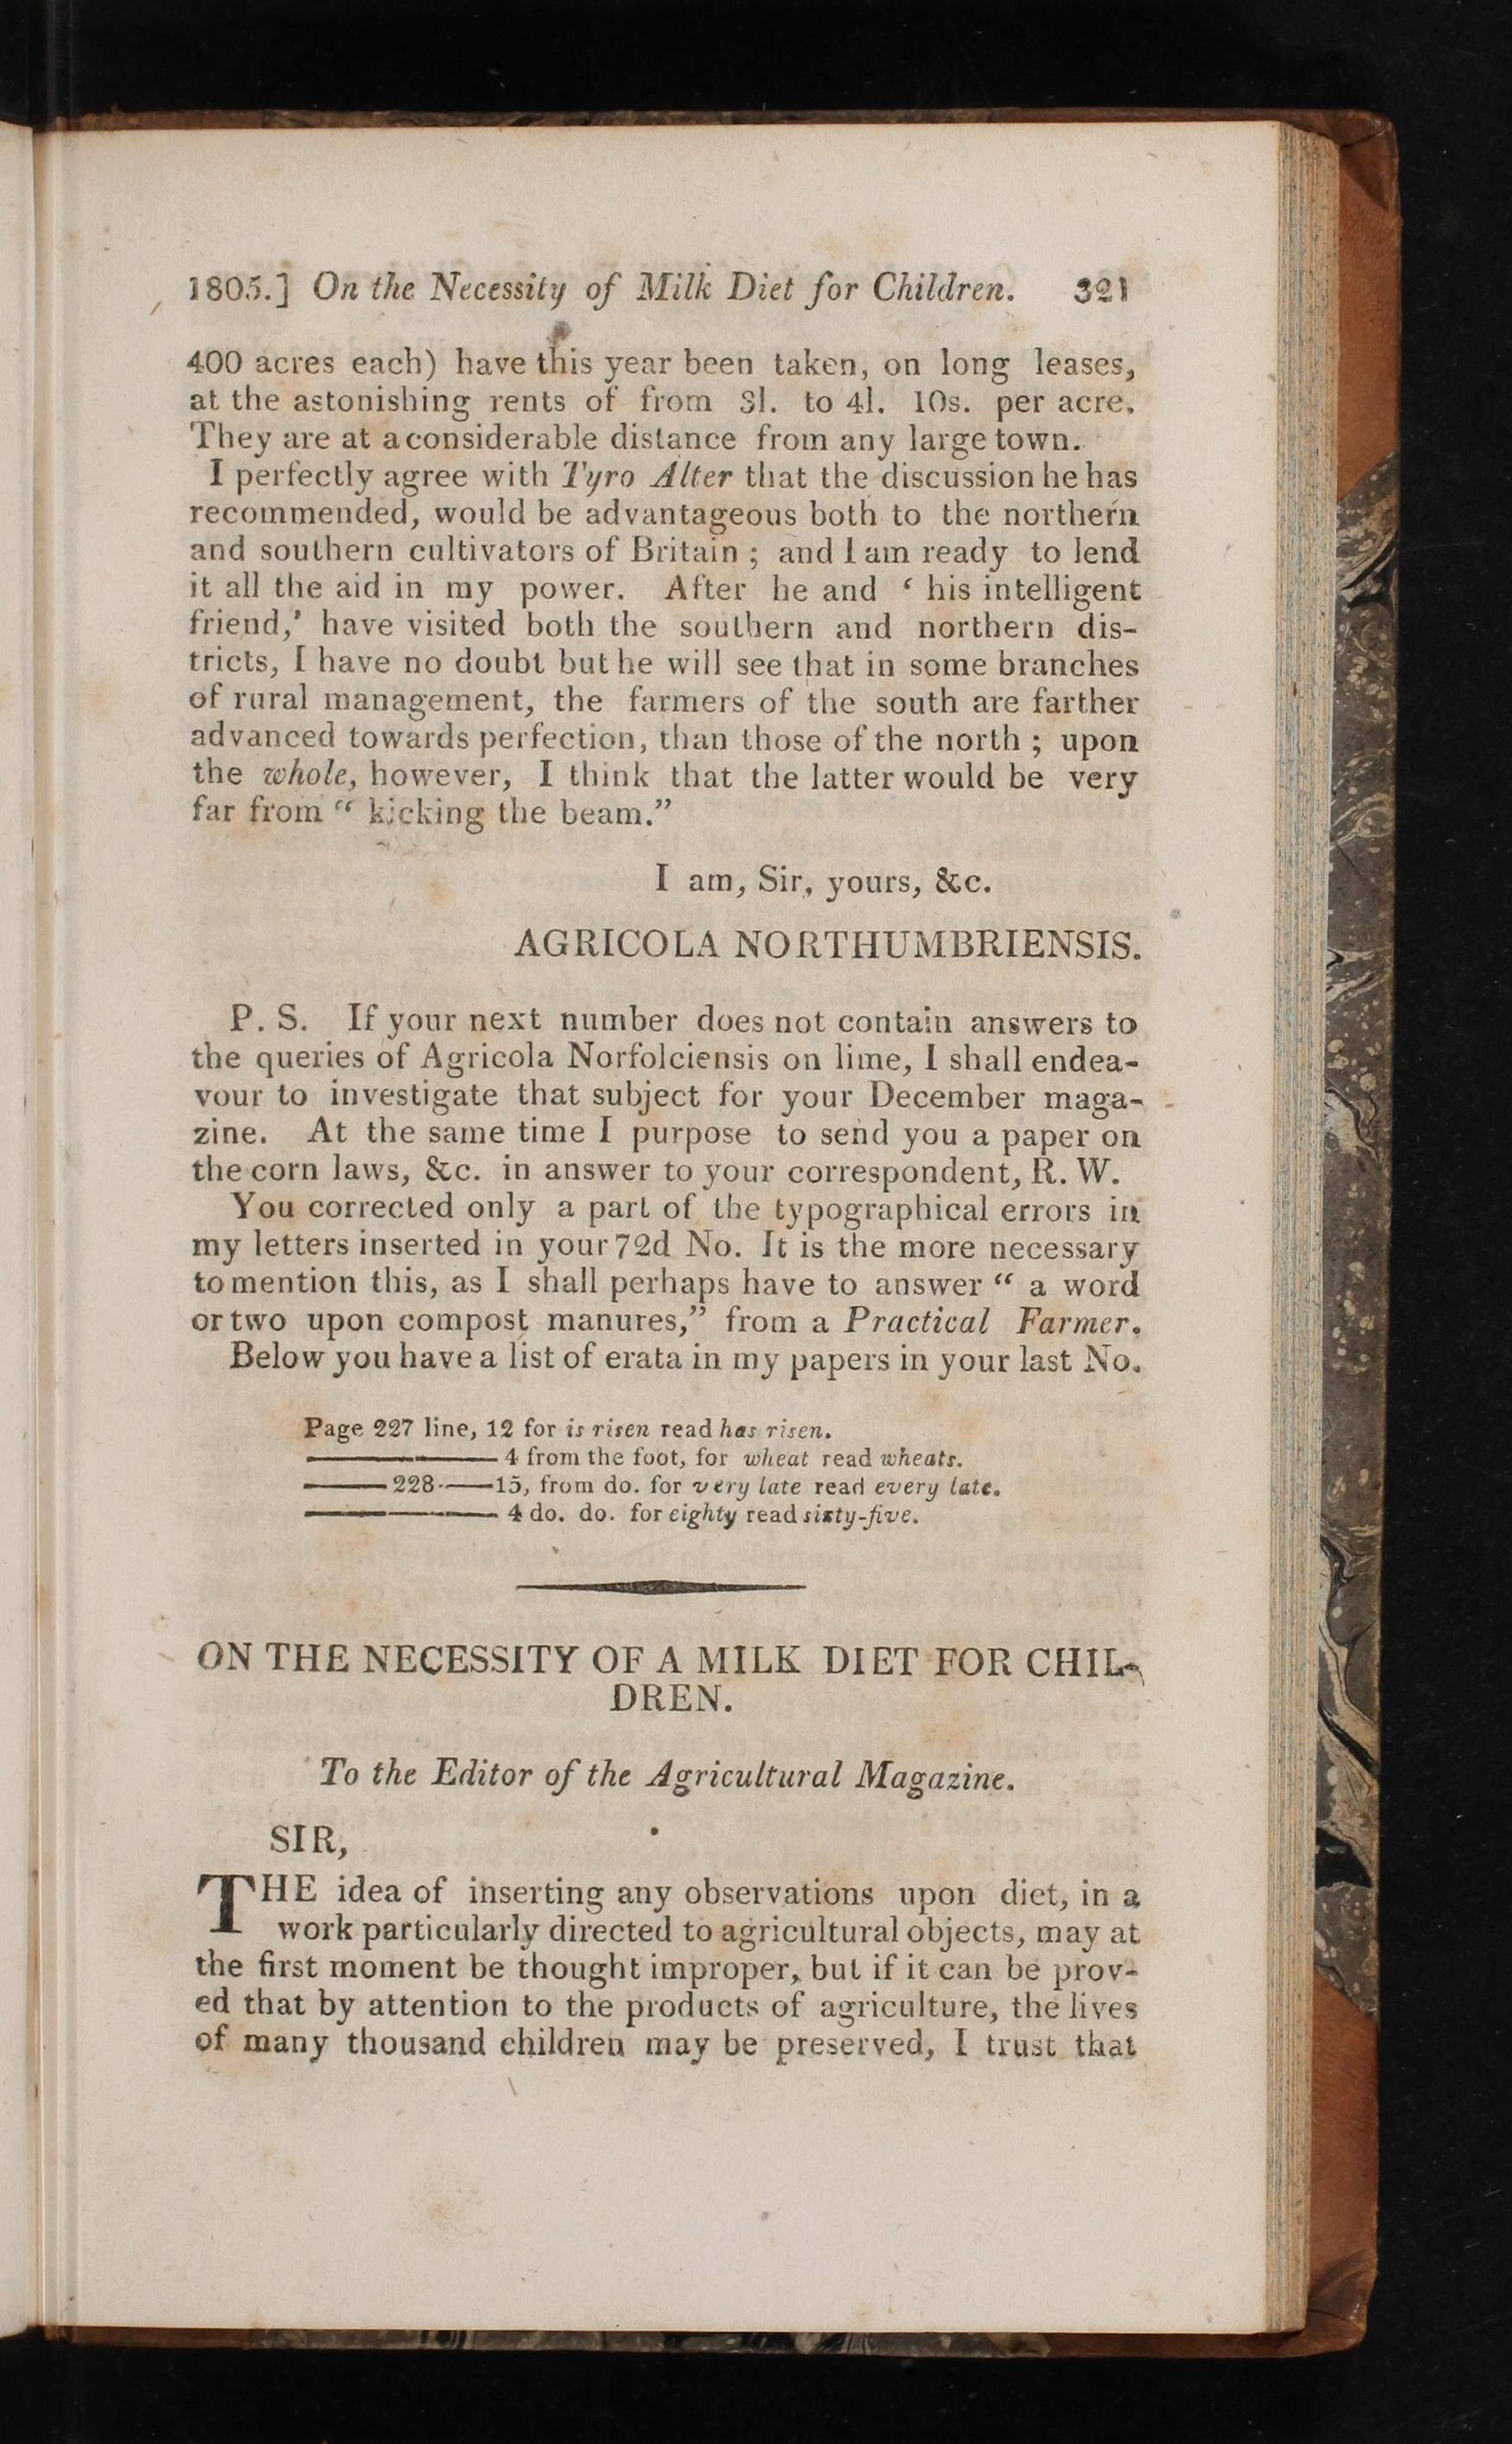 1805.] On the Necessity of Milk Diet for Children. 321
400 acres each) have this year been taken, on long leases,
at the astonishing rents of from 3l. to 4l. 10s. per acre.
They are at a considerable distance from any large town.
I perfectly agree with Tyro Alter that the discussion he has
recommended, would be advantageous both to the northern
and southern cultivators of Britain; and I am ready to lend
it all the aid in my power. After he and ‘ his intelligent
friend,’ have visited both the southern and northern dis-
tricts, I have no doubt but he will see that in some branches
of rural management, the farmers of the south are farther
advanced towards perfection, than those of the north; upon
the whole, however, I think that the latter would be very
far from “ kicking the beam.”
I am, Sir, yours, &c.
AGRICOLA NORTHUMBRIENSIS.
P. S. If your next number does not contain answers to
the queries of Agricola Norfolciensis on lime, I shall endea-
vour to investigate that subject for your December maga-
zine. At the same time I purpose to send you a paper on
the corn laws, &c. in answer to your correspondent, R. W.
You corrected only a part of the typographical errors in
my letters inserted in your 72d No. It is the more necessary
to mention this, as I shall perhaps have to answer “ a word
or two upon compost manures,” from a Practical Farmer.
Below you have a list of erata in my papers in your last No.
Page 227 line, 12 for is risen read has risen.
———— 4 from the foot, for wheat read wheats.
——228——15, from do. for very late read every late.
———— 4 do. do. for eighty read sixty-five.
ON THE NECESSITY OF A MILK DIET FOR CHIL-
DREN.
To the Editor of the Agricultural Magazine.
SIR,
THE idea of inserting any observations upon diet, in a
work particularly directed to agricultural objects, may at
the first moment be thought improper, but if it can be prov-
ed that by attention to the products of agriculture, the lives
of many thousand children may be preserved, I trust that